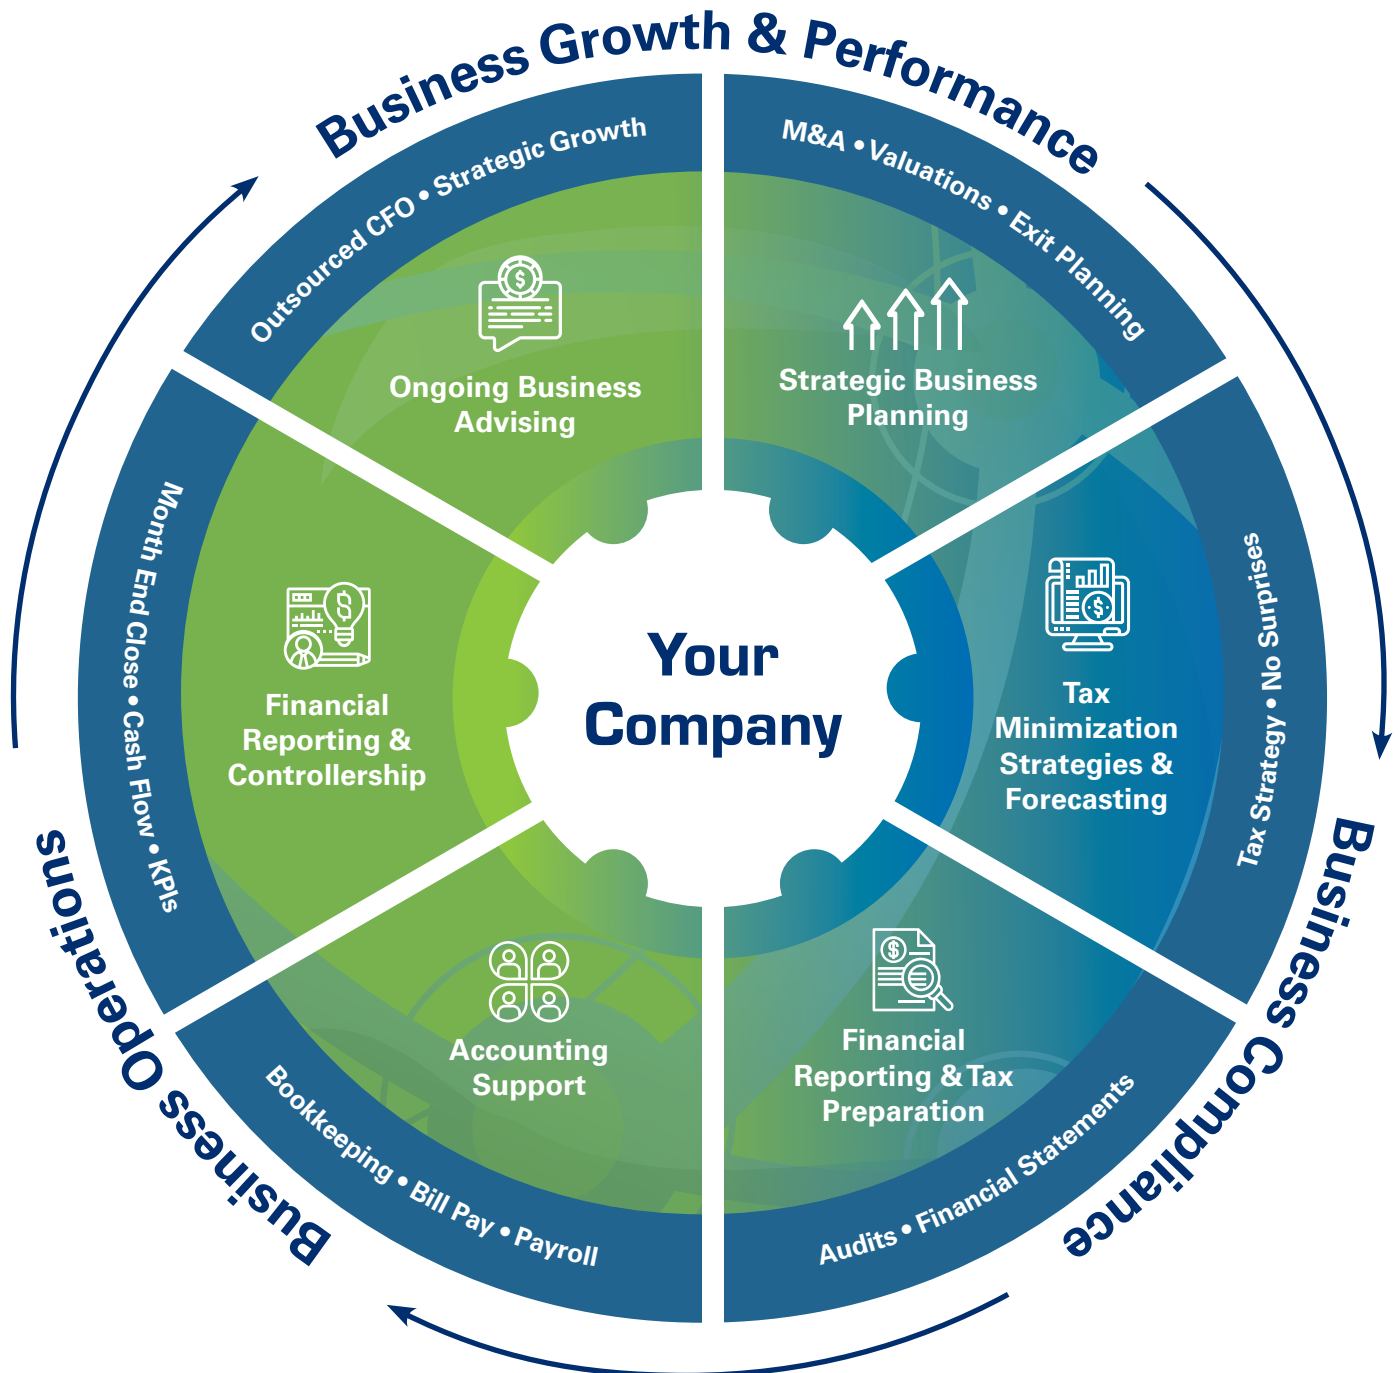 Business Growth & Performance
Outsourced CFO • Strategic Growth
M&A • Valuations • Exit Planning
Ongoing Business
Advising
Strategic Business
Planning
Month End Close • Cash Flow • KPIs
Financial
Reporting &
Controllership
Your
Company
Tax
Minimization
Strategies &
Forecasting
Tax Strategy • No Surprises
Accounting
Support
Financial
Reporting & Tax
Preparation
Bookkeeping • Bill Pay • Payroll
Audits • Financial Statements
Business Operations
Business Compliance